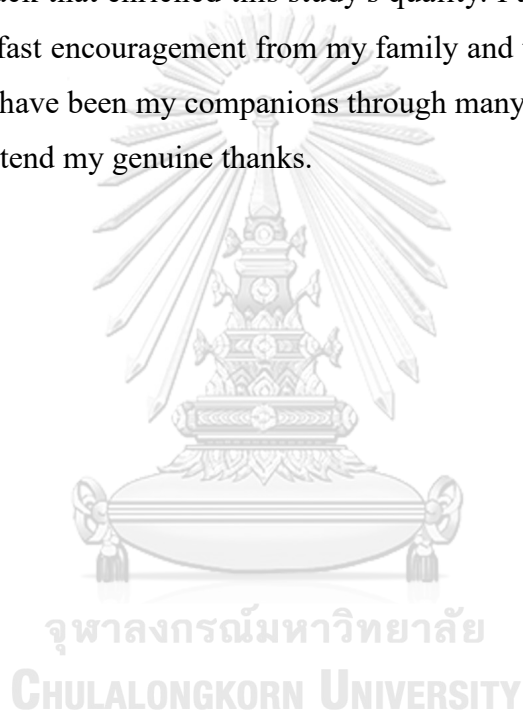 that enriched this study's quality. I
fast encouragement from my family and
have been my companions through many
tend my genuine thanks.
จุฬาลงกรณ์มหาวิทยาลัย
CHULALONGKORN UNIVERSITY